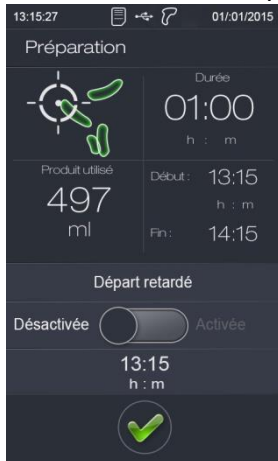 13:15:27 01/:01/2015
Préparation
Durée
01:00
h : m
Produit utilisé
497
ml
Début : 13:15
h : m
Fin : 14:15
Départ retardé
Désactivée Activée
13:15
h : m